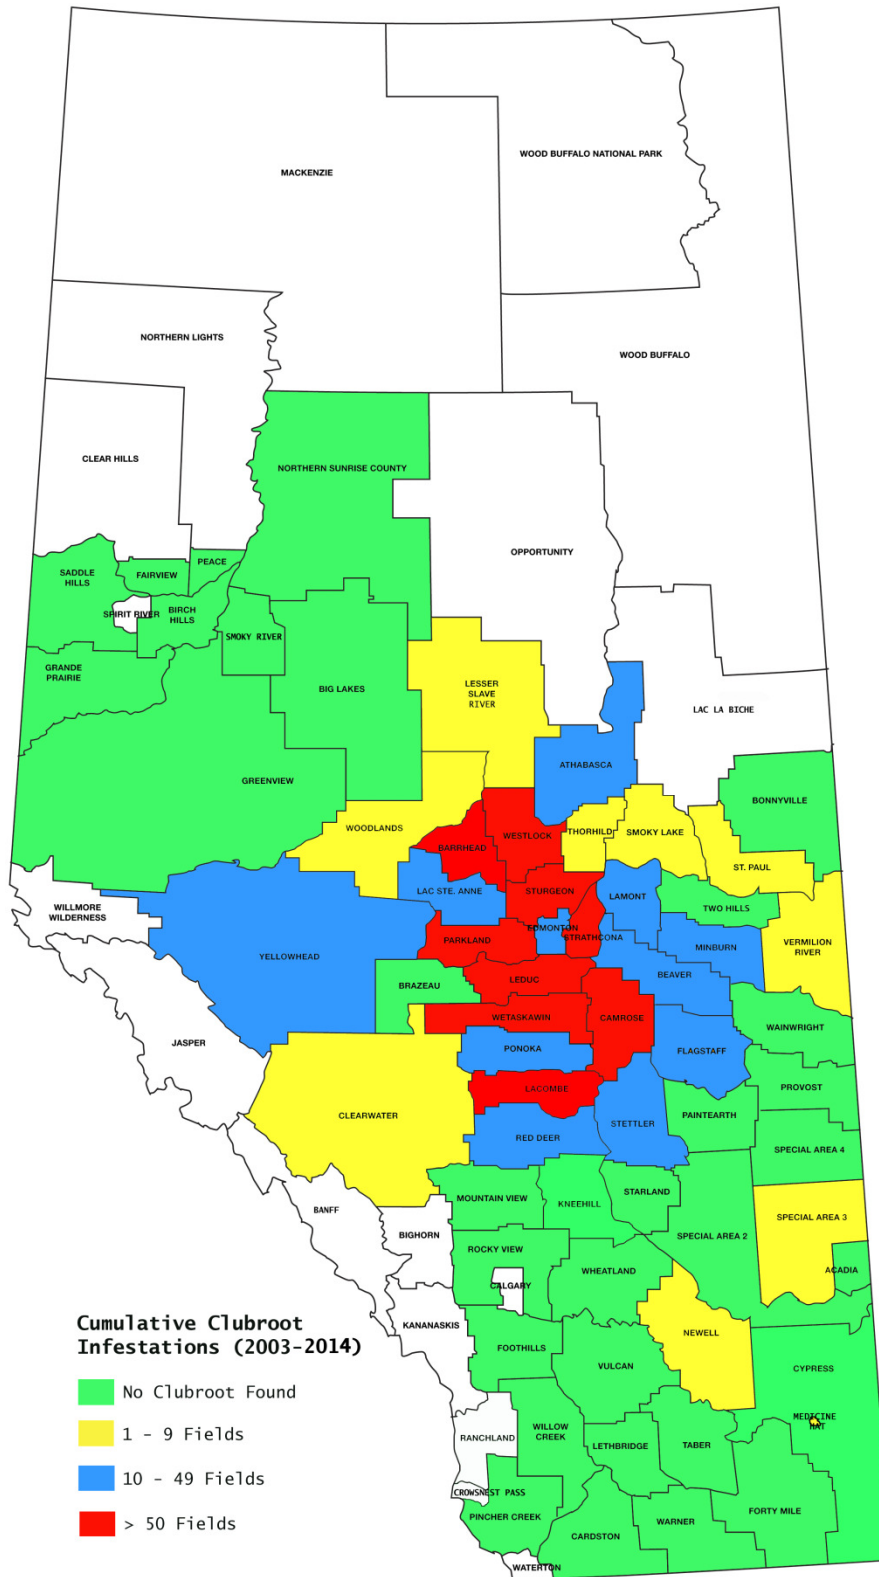 WOOD BUFFALO NATIONAL PARK
MACKENZIE
NORTHERN LIGHTS
WOOD BUFFALO
CLEAR HILLS
NORTHERN SUNRISE COUNTY
OPPORTUNITY
PEACE
SADDLE
HILLS
FAIRVIEW
SPIRIT RIVER
BIRCH
HILLS
SMOKY RIVER
GRANDE
PRAIRIE
BIG LAKES
LESSER
SLAVE
RIVER
LAC LA BICHE
ATHABASCA
GREENVIEW
BONNYVILLE
WOODLANDS
WESTLOCK
THORHILD
SMOKY LAKE
BARRHEAD
ST. PAUL
LAC STE. ANNE
STURGEON
LAMONT
WILLMORE
WILDERNESS
TWO HILLS
EDMONTON
STRATHCONA
PARKLAND
MINBURN
VERMILION
RIVER
YELLOWHEAD
BEAVER
LEDUC
BRAZEAU
WETASKIWIN
CAMROSE
WAINWRIGHT
JASPER
PONOKA
FLAGSTAFF
LACOMBE
PROVOST
CLEARWATER
PAINTEARTH
STETTLER
RED DEER
SPECIAL AREA 4
STARLAND
MOUNTAIN VIEW
KNEEHILL
BANFF
SPECIAL AREA 3
BIGHORN
SPECIAL AREA 2
ROCKY VIEW
ACADIA
WHEATLAND
CALGARY
Cumulative Clubroot
Infestations (2003-2014)
KANANASKIS
NEWELL
FOOTHILLS
VULCAN
CYPRESS
No Clubroot Found
MEDICINE
HAT
1 - 9 Fields
WILLOW
CREEK
RANCHLAND
LETHBRIDGE
TABER
10 - 49 Fields
CROWSNEST PASS
FORTY MILE
PINCHER CREEK
> 50 Fields
WARNER
CARDSTON
WATERTON